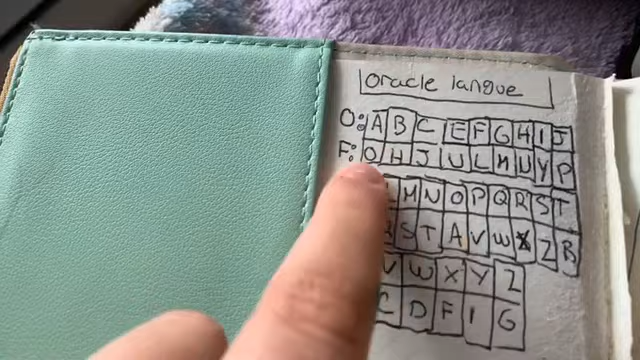 Oracle langue
O: A B C E F G H I J
F: O H J U L N U Y P
M N O P Q R S T
S T A V W X Z B
V W X Y Z
C D F I G